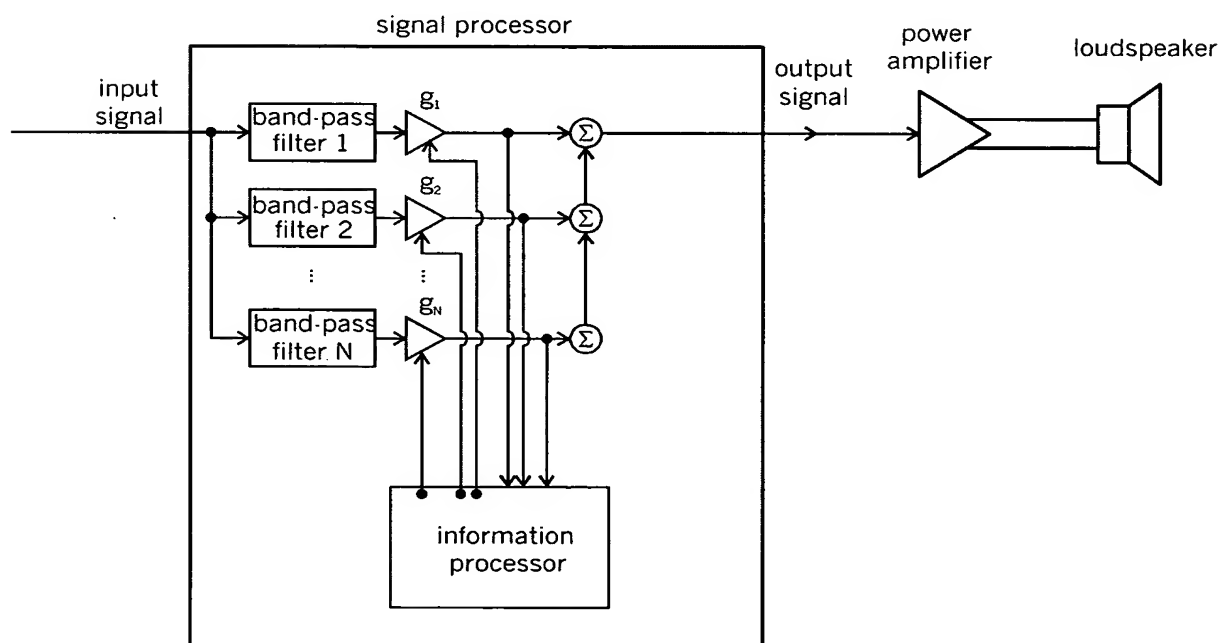 signal processor
input
signal
band-pass
filter 1
g₁
Σ
output
signal
power
amplifier
loudspeaker
band-pass
filter 2
g₂
Σ
⋮
⋯
band-pass
filter N
g_N
Σ
information
processor